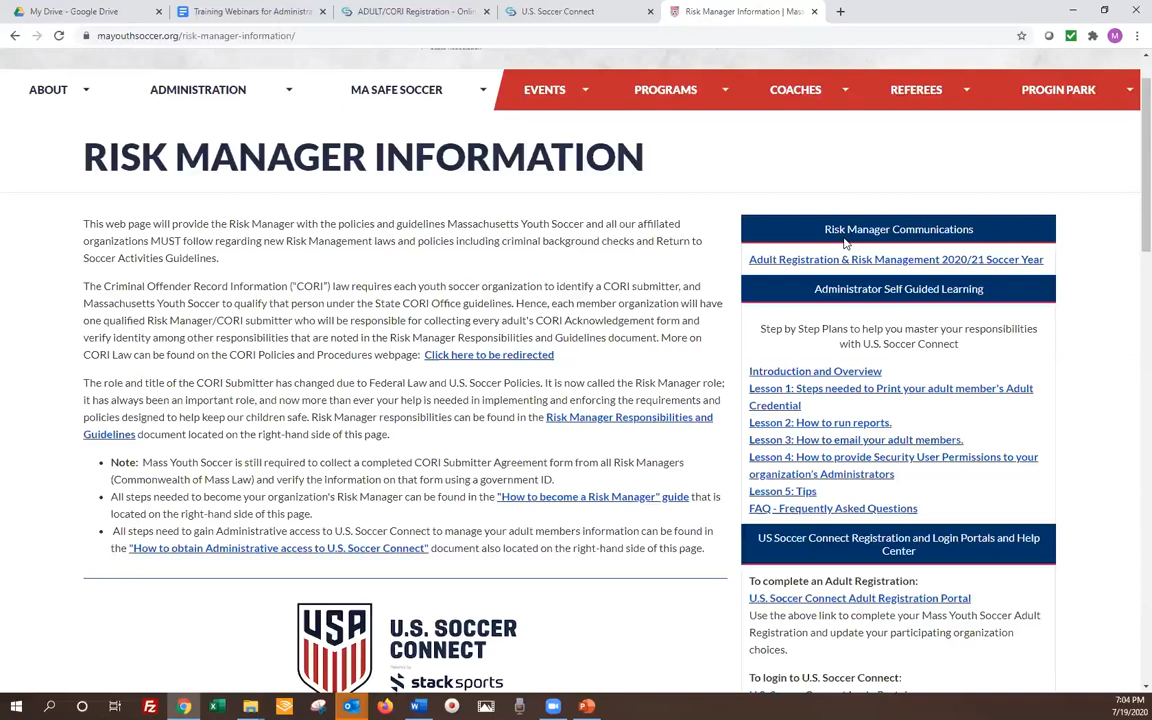 My Drive - Google Drive
Training Webinars for Administra
ADULT/CORI Registration - Onlin
U.S. Soccer Connect
Risk Manager Information | Mass
mayouthsoccer.org/risk-manager-information/
M
ABOUT
ADMINISTRATION
MA SAFE SOCCER
EVENTS
PROGRAMS
COACHES
REFEREES
PROGIN PARK
RISK MANAGER INFORMATION
This web page will provide the Risk Manager with the policies and guidelines Massachusetts Youth Soccer and all our affiliated
organizations MUST follow regarding new Risk Management laws and policies including criminal background checks and Return to
Soccer Activities Guidelines.
The Criminal Offender Record Information ("CORI") law requires each youth soccer organization to identify a CORI submitter, and
Massachusetts Youth Soccer to qualify that person under the State CORI Office guidelines. Hence, each member organization will have
one qualified Risk Manager/CORI submitter who will be responsible for collecting every adult's CORI Acknowledgement form and
verify identity among other responsibilities that are noted in the Risk Manager Responsibilities and Guidelines document. More on
CORI Law can be found on the CORI Policies and Procedures webpage: Click here to be redirected
The role and title of the CORI Submitter has changed due to Federal Law and U.S. Soccer Policies. It is now called the Risk Manager role;
it has always been an important role, and now more than ever your help is needed in implementing and enforcing the requirements and
policies designed to help keep our children safe. Risk Manager responsibilities can be found in the Risk Manager Responsibilities and
Guidelines document located on the right-hand side of this page.
• Note: Mass Youth Soccer is still required to collect a completed CORI Submitter Agreement form from all Risk Managers
(Commonwealth of Mass Law) and verify the information on that form using a government ID.
• All steps needed to become your organization's Risk Manager can be found in the "How to become a Risk Manager" guide that is
located on the right-hand side of this page.
• All steps need to gain Administrative access to U.S. Soccer Connect to manage your adult members information can be found in
the "How to obtain Administrative access to U.S. Soccer Connect" document also located on the right-hand side of this page.
USA
U.S. SOCCER
CONNECT
stacksports
Risk Manager Communications
Adult Registration & Risk Management 2020/21 Soccer Year
Administrator Self Guided Learning
Step by Step Plans to help you master your responsibilities
with U.S. Soccer Connect
Introduction and Overview
Lesson 1: Steps needed to Print your adult member's Adult
Credential
Lesson 2: How to run reports.
Lesson 3: How to email your adult members.
Lesson 4: How to provide Security User Permissions to your
organization's Administrators
Lesson 5: Tips
FAQ - Frequently Asked Questions
US Soccer Connect Registration and Login Portals and Help
Center
To complete an Adult Registration:
U.S. Soccer Connect Adult Registration Portal
Use the above link to complete your Mass Youth Soccer Adult
Registration and update your participating organization
choices.
To login to U.S. Soccer Connect:
7:04 PM
7/19/2020